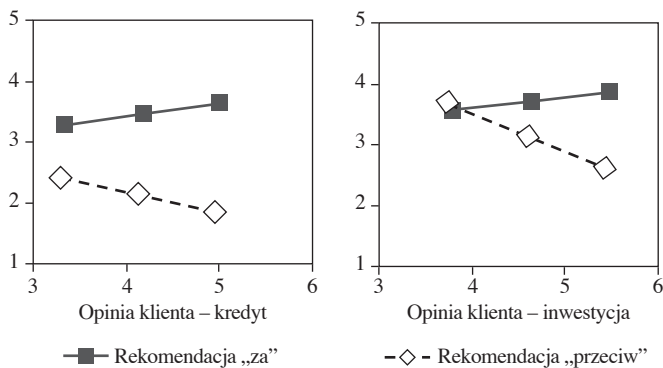 5
4
3
2
1
3 4 5 6
Opinia klienta – kredyt
5
4
3
2
1
3 4 5 6
Opinia klienta – inwestycja
Rekomendacja „za”
Rekomendacja „przeciw”